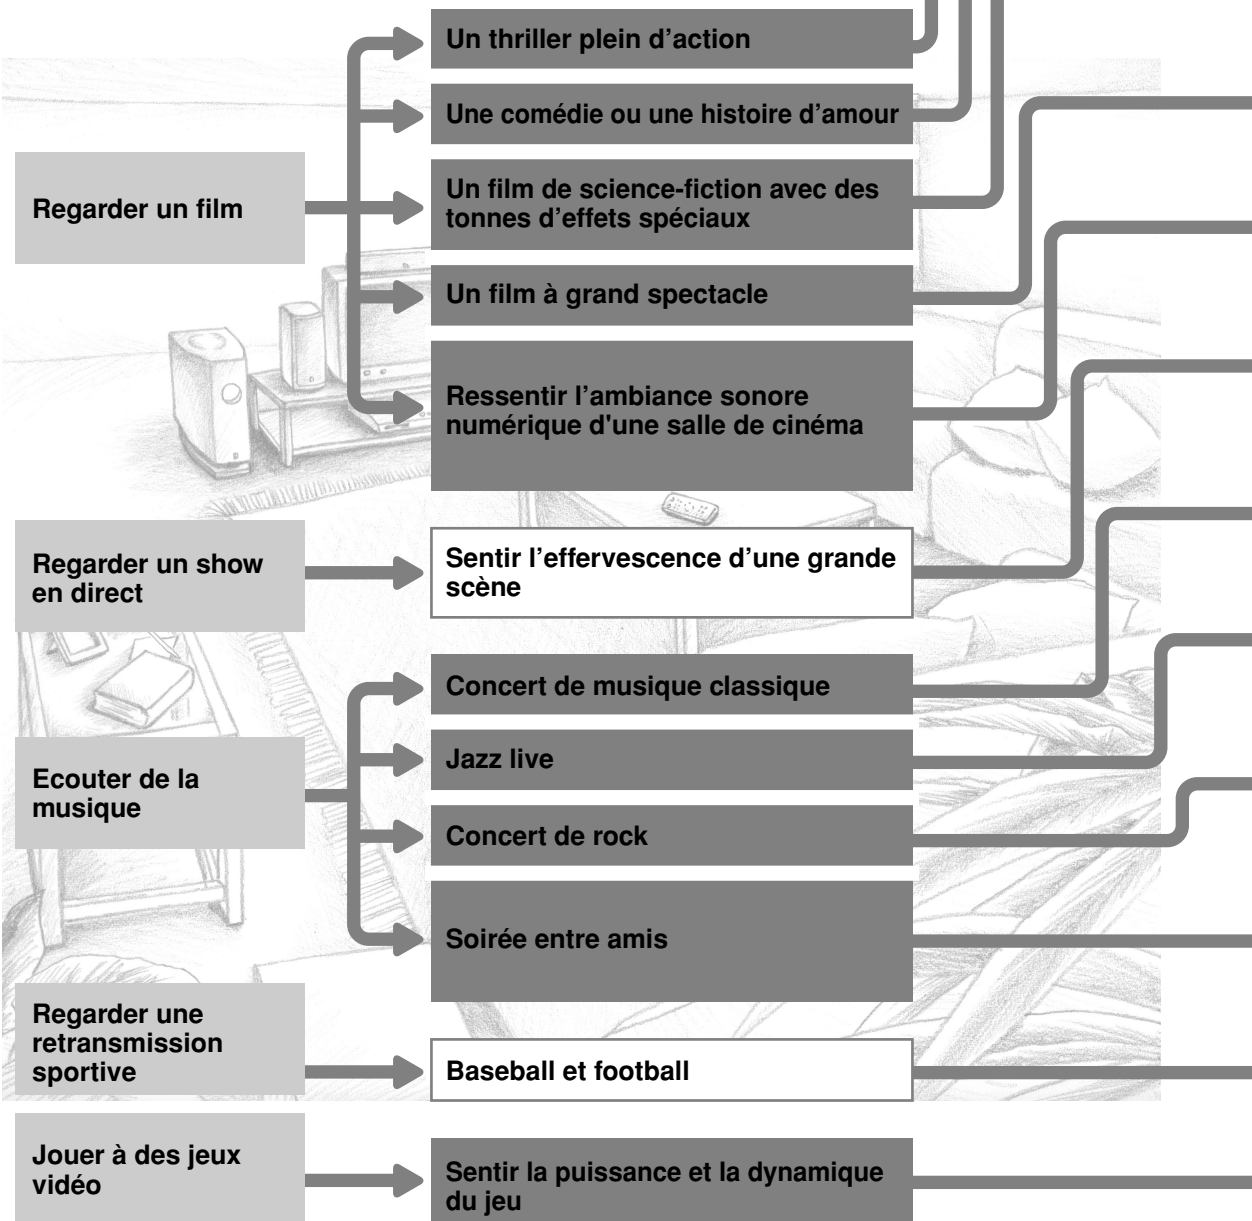 Un thriller plein d’action
Une comédie ou une histoire d’amour
Regarder un film
Un film de science-fiction avec des
tonnes d’effets spéciaux
Un film à grand spectacle
Ressentir l’ambiance sonore
numérique d'une salle de cinéma
Regarder un show
en direct
Sentir l’effervescence d’une grande
scène
Concert de musique classique
Jazz live
Ecouter de la
musique
Concert de rock
Soirée entre amis
Regarder une
retransmission
sportive
Baseball et football
Jouer à des jeux
vidéo
Sentir la puissance et la dynamique
du jeu